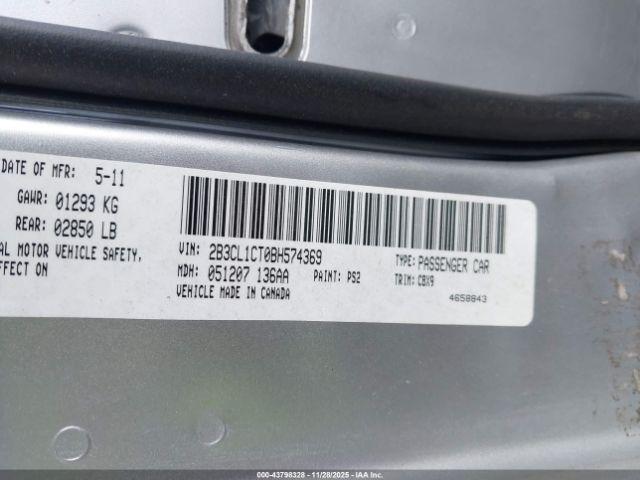 DATE OF MFR: 5-11
GAWR: 01293 KG
REAR: 02850 LB
AL MOTOR VEHICLE SAFETY,
EFFECT ON
VIN: 2B3CL1CT0BH574369
TYPE: PASSENGER CAR
MDH: 051207 136AA
PAINT: PS2
TRIM: CBX9
VEHICLE MADE IN CANADA
4658843
000-43798328 | 11/28/2025 | IAA Inc.